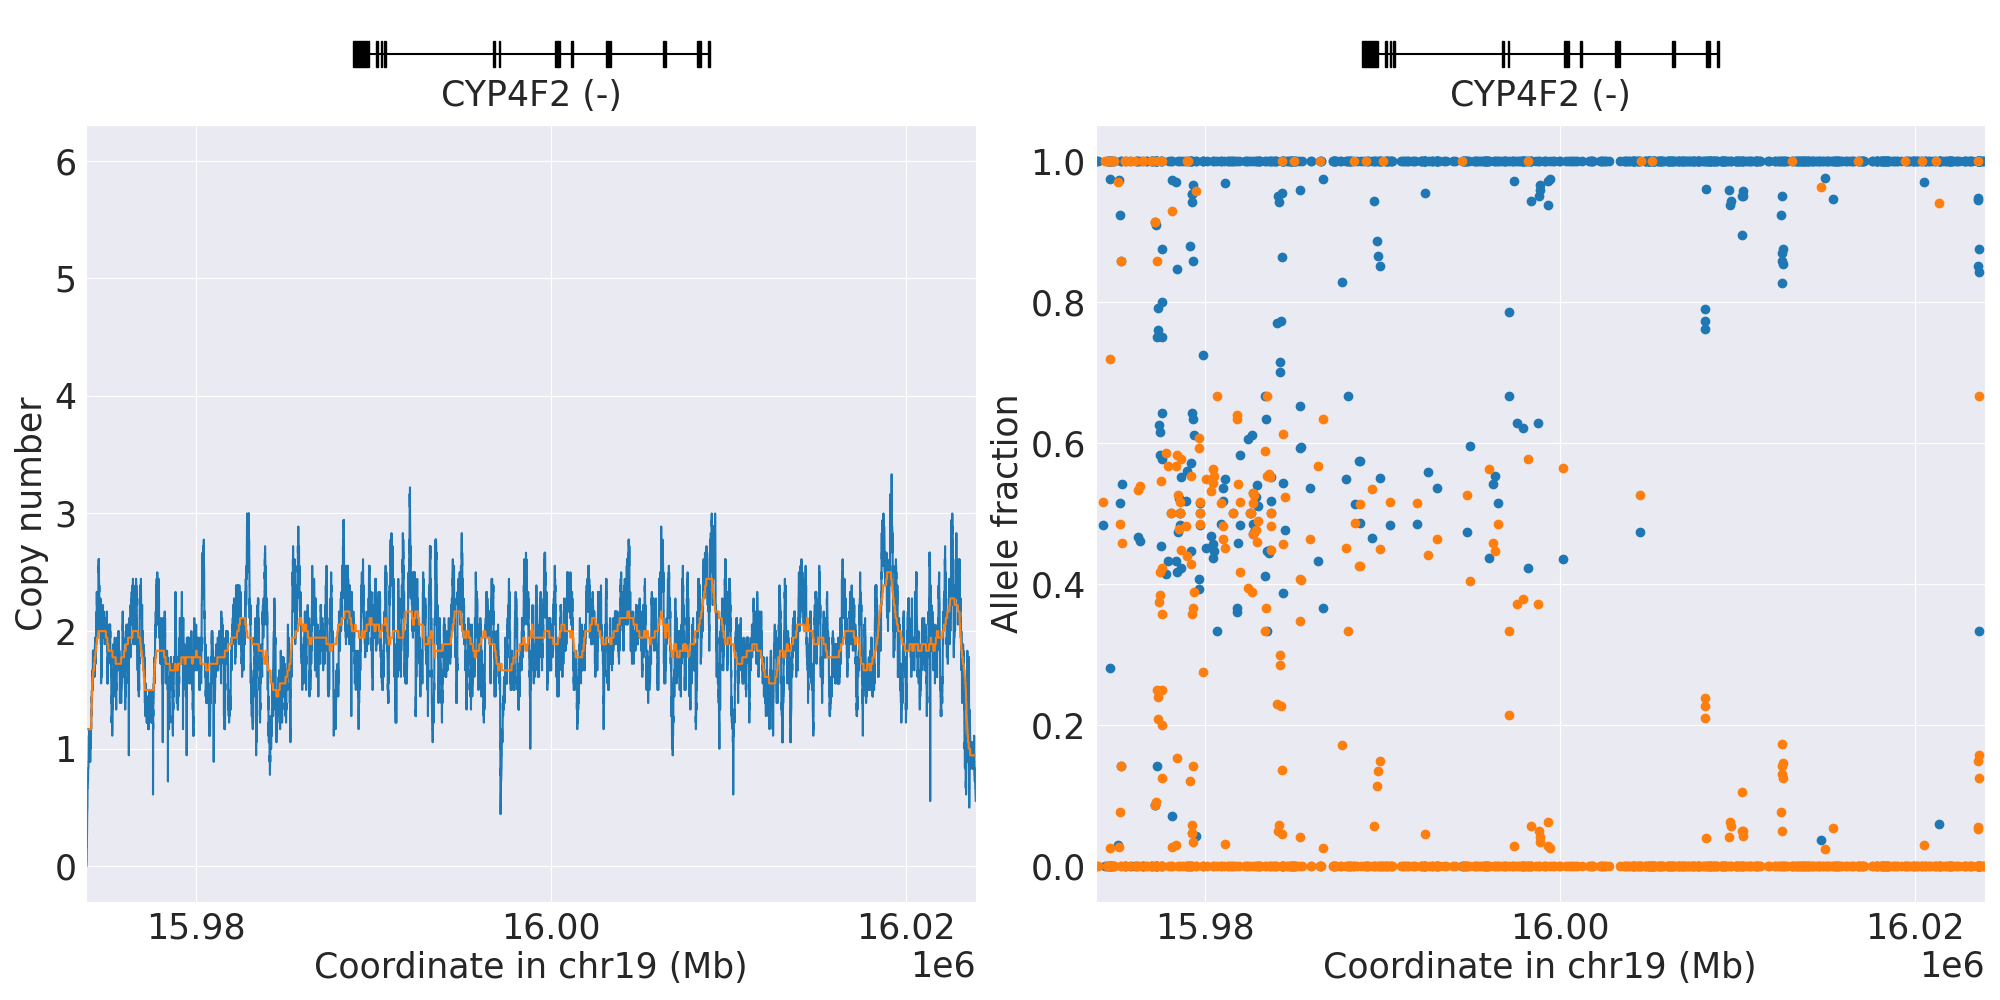 CYP4F2 (-)
6
5
4
3
2
1
0
Copy number
15.98
16.00
16.02
Coordinate in chr19 (Mb)
1e6
CYP4F2 (-)
1.0
0.8
0.6
0.4
0.2
0.0
Allele fraction
15.98
16.00
16.02
Coordinate in chr19 (Mb)
1e6